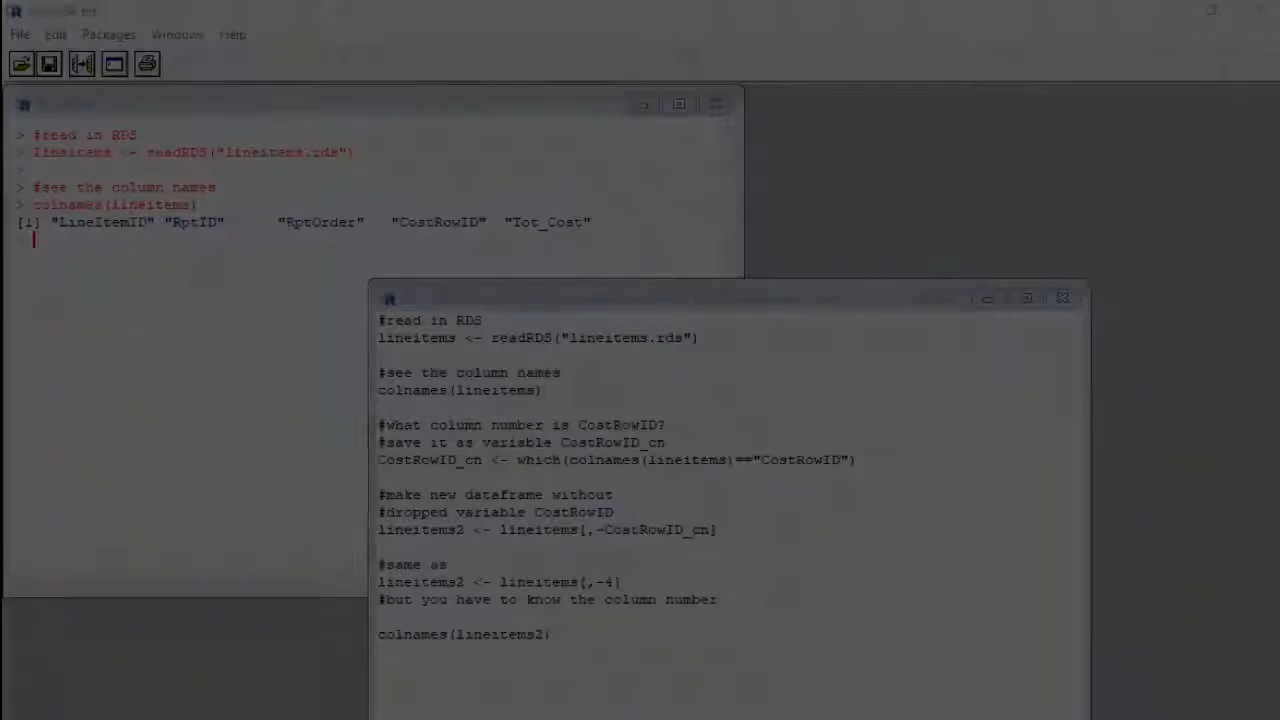 File Edit Packages Windows Help
> #read in RDS
> lineitems <- readRDS("lineitems.rds")
>
> #see the column names
> colnames(lineitems)
[1] "LineItemID" "RptID" "RptOrder" "CostRowID" "Tot_Cost"
#read in RDS
lineitems <- readRDS("lineitems.rds")
#see the column names
colnames(lineitems)
#what column number is CostRowID?
#save it as variable CostRowID_cn
CostRowID_cn <- which(colnames(lineitems)=="CostRowID")
#make new dataframe without
#dropped variable CostRowID
lineitems2 <- lineitems[,-CostRowID_cn]
#same as
lineitems2 <- lineitems[,-4]
#but you have to know the column number
colnames(lineitems2)